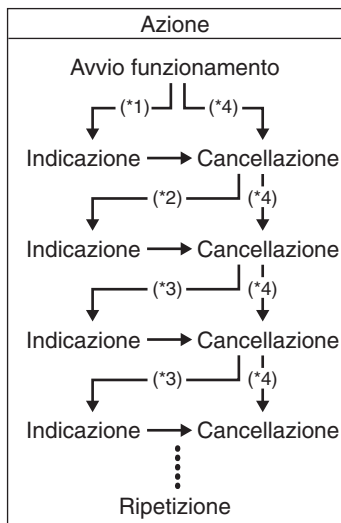 Azione
Avvio funzionamento
(*1) (*4)
Indicazione Cancellazione
(*2) (*4)
Indicazione Cancellazione
(*3) (*4)
Indicazione Cancellazione
(*3) (*4)
Indicazione Cancellazione
Ripetizione